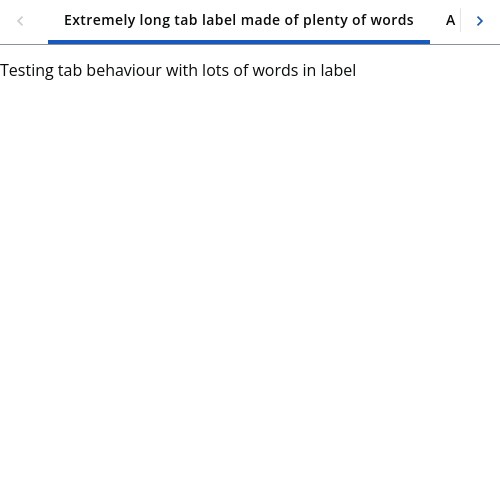 Extremely long tab label made of plenty of words A
Testing tab behaviour with lots of words in label